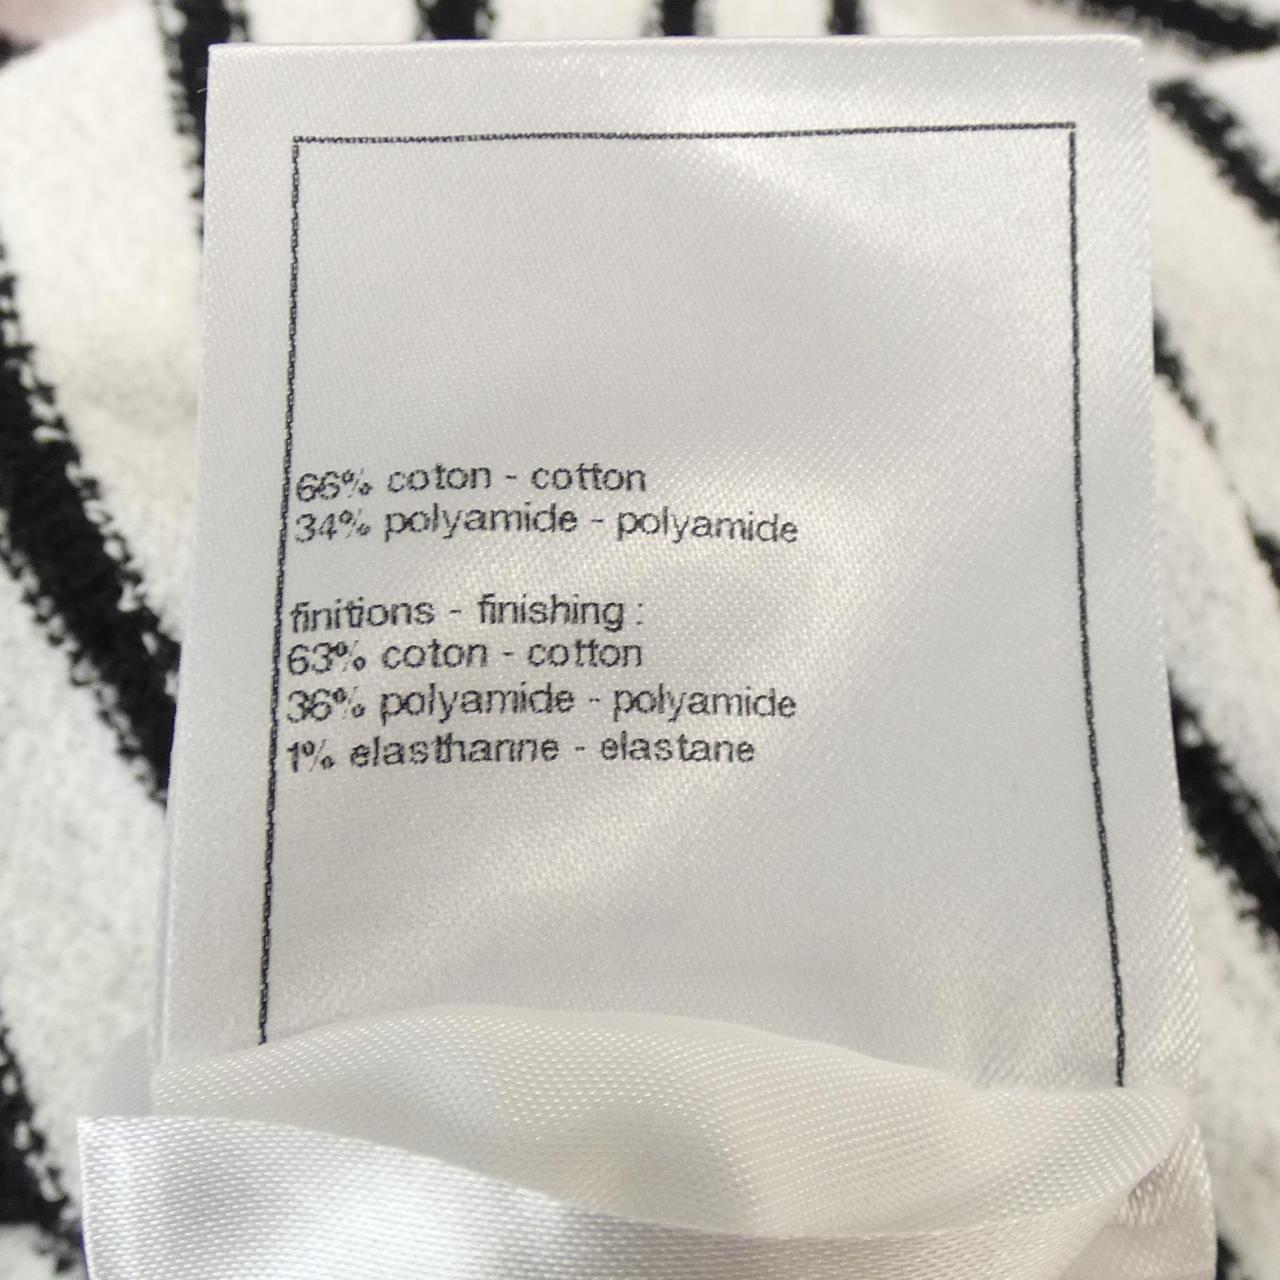 66% coton - cotton
34% polyamide - polyamide
finitions - finishing :
63% coton - cotton
36% polyamide - polyamide
1% elasthanne - elastane